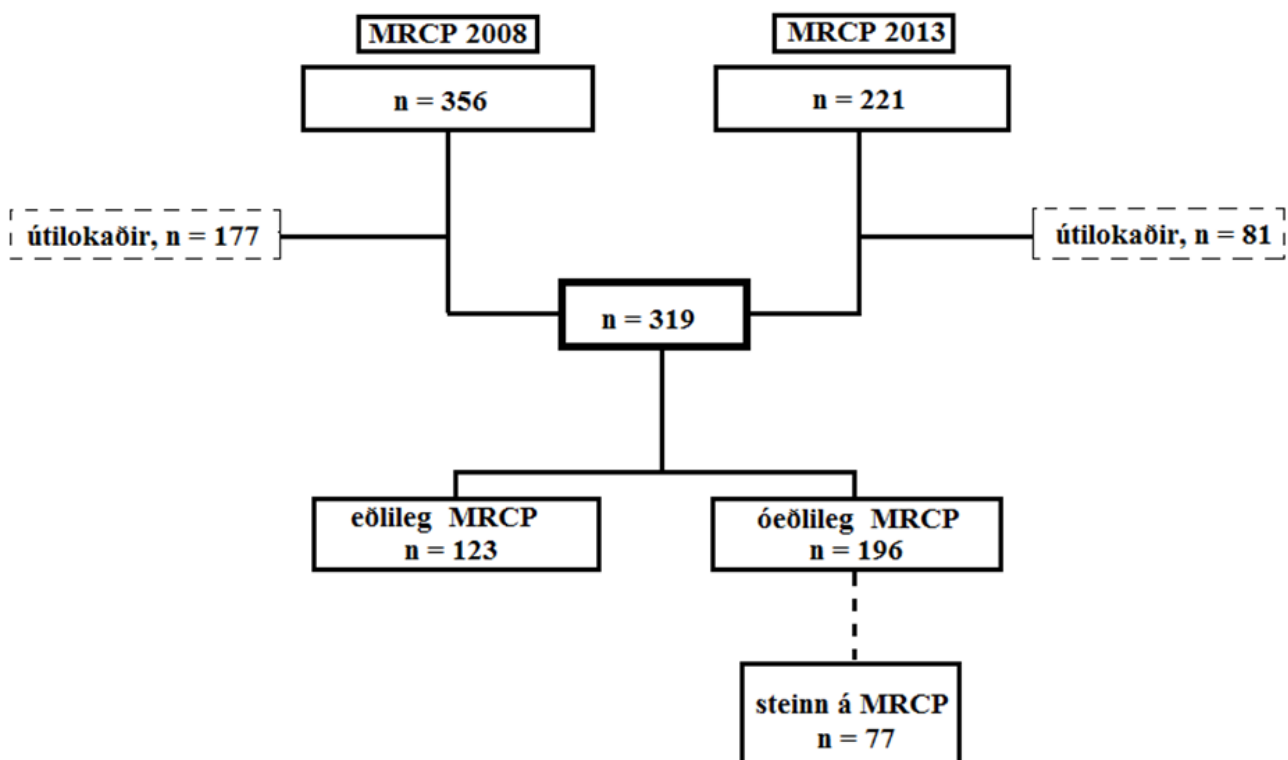 MRCP 2008
MRCP 2013
n = 356
n = 221
útilokaðir, n = 177
útilokaðir, n = 81
n = 319
eðlileg MRCP
n = 123
óeðlileg MRCP
n = 196
steinn á MRCP
n = 77